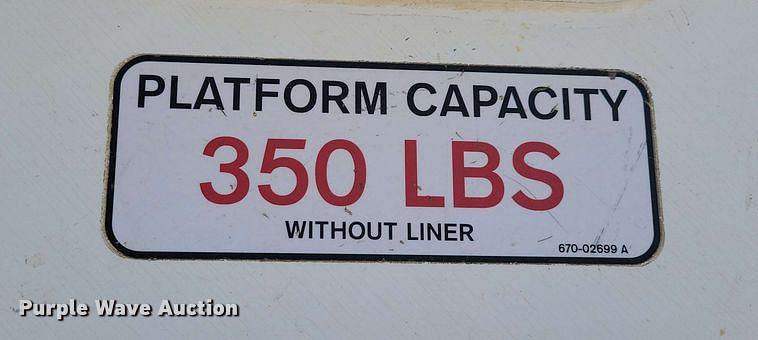 PLATFORM CAPACITY
350 LBS
WITHOUT LINER
670-02699 A
Purple Wave Auction